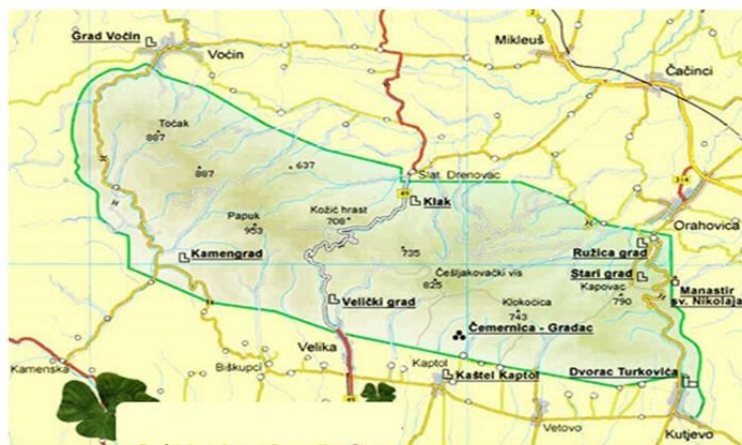 Grad Voćin
Voćin
Mikleuš
Čačinci
Točak
887
887
637
Slat. Drenovac
69
Klak
Kožić hrast
708
Papuk
953
Orahovica
Ružica grad
Kamengrad
735
Stari grad
Češljakovački vis
825
Kapovac
790
Manastir
sv. Nikolaja
Velički grad
Klokočica
743
Čemernica - Gradac
Velika
Kamenska
Biškupci
Kaptol
Kaštel Kaptol
Dvorac Turkovića
Vetovo
Kutjevo